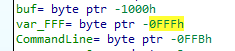 buf= byte ptr -1000h
var_FFF= byte ptr -0FFFh
CommandLine= byte ptr -0FFBh